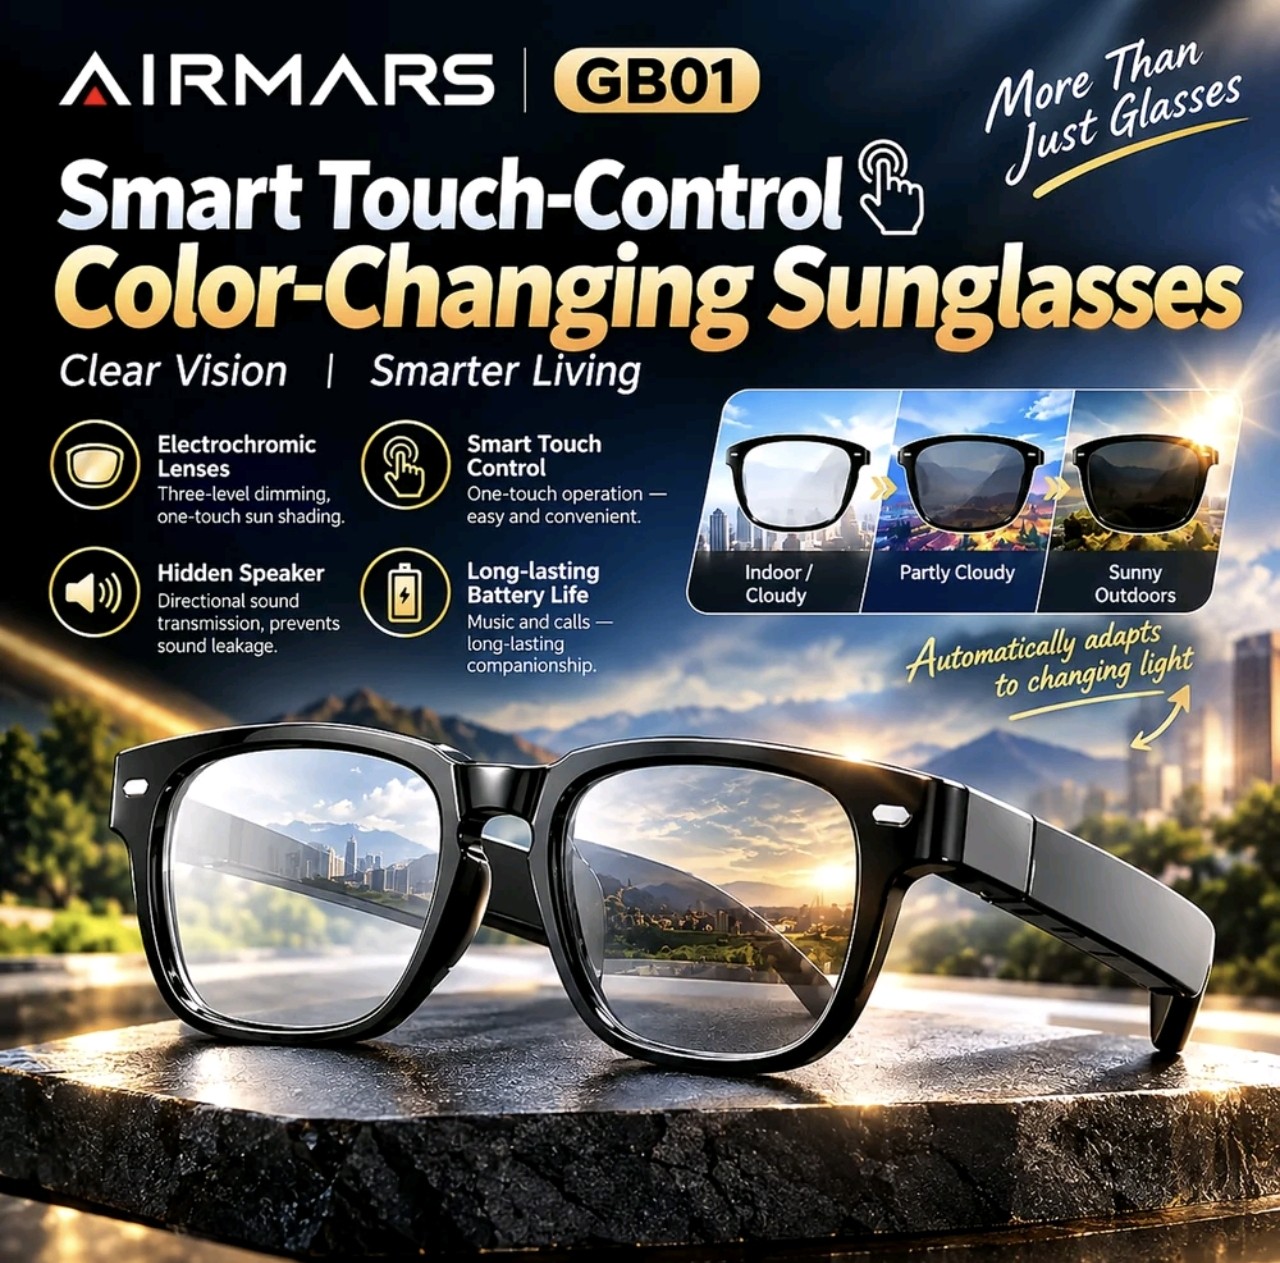 AIRMARS | GB01
More Than
Just Glasses
Smart Touch-Control
Color-Changing Sunglasses
Clear Vision | Smarter Living
Electrochromic
Lenses
Three-level dimming,
one-touch sun shading.
Smart Touch
Control
One-touch operation —
easy and convenient.
Hidden Speaker
Directional sound
transmission, prevents
sound leakage.
Long-lasting
Battery Life
Music and calls —
long-lasting
companionship.
Indoor /
Cloudy
Partly Cloudy
Sunny
Outdoors
Automatically adapts
to changing light